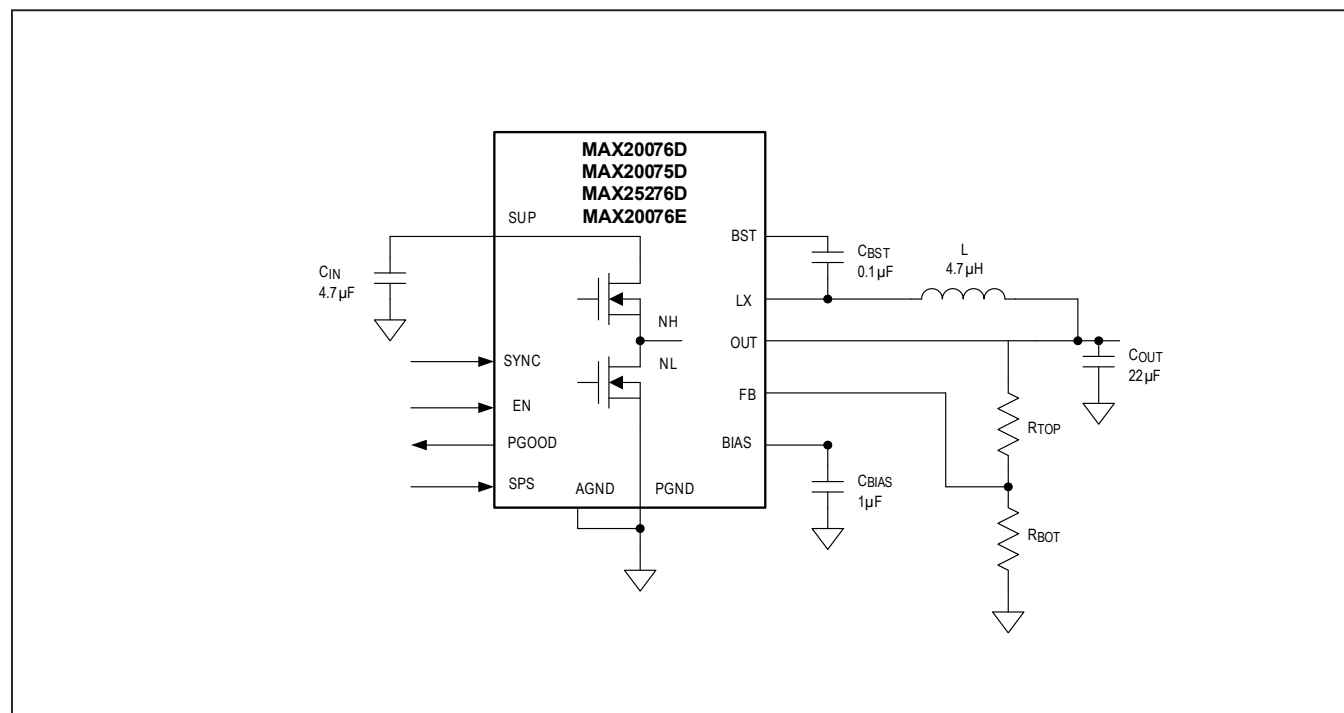 MAX20076D
MAX20075D
MAX25276D
MAX20076E
SUP
BST
CBST
0.1µF
L
4.7µH
CIN
4.7µF
LX
NH
OUT
COUT
22µF
SYNC
NL
FB
EN
RTOP
PGOOD
BIAS
SPS
AGND
PGND
CBIAS
1µF
RBOT